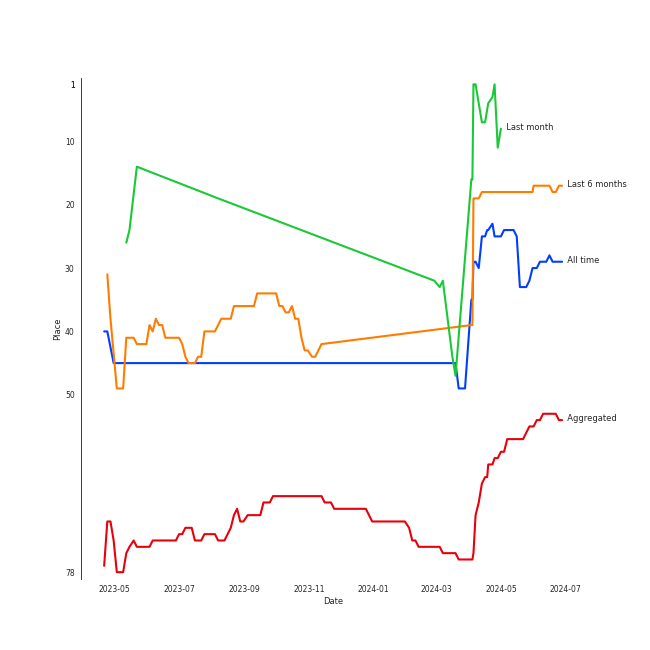 1
10
20
30
40
50
78
Place
Last month
Last 6 months
All time
Aggregated
2023-05 2023-07 2023-09 2023-11 2024-01 2024-03 2024-05 2024-07
Date